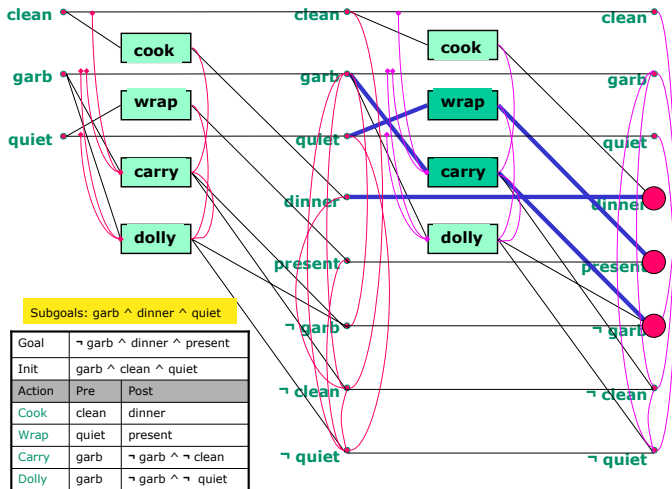 clean
clean
clean
cook
cook
garb
garb
garb
wrap
wrap
quiet
quiet
quiet
carry
carry
dinner
dinner
dolly
dolly
present
present
Subgoals: garb ^ dinner ^ quiet
¬ garb
¬ garb
Goal ¬ garb ^ dinner ^ present
Init garb ^ clean ^ quiet
Action Pre Post
Cook clean dinner
Wrap quiet present
Carry garb ¬ garb ^ ¬ clean
Dolly garb ¬ garb ^ ¬ quiet
¬ clean
¬ clean
¬ quiet
¬ quiet